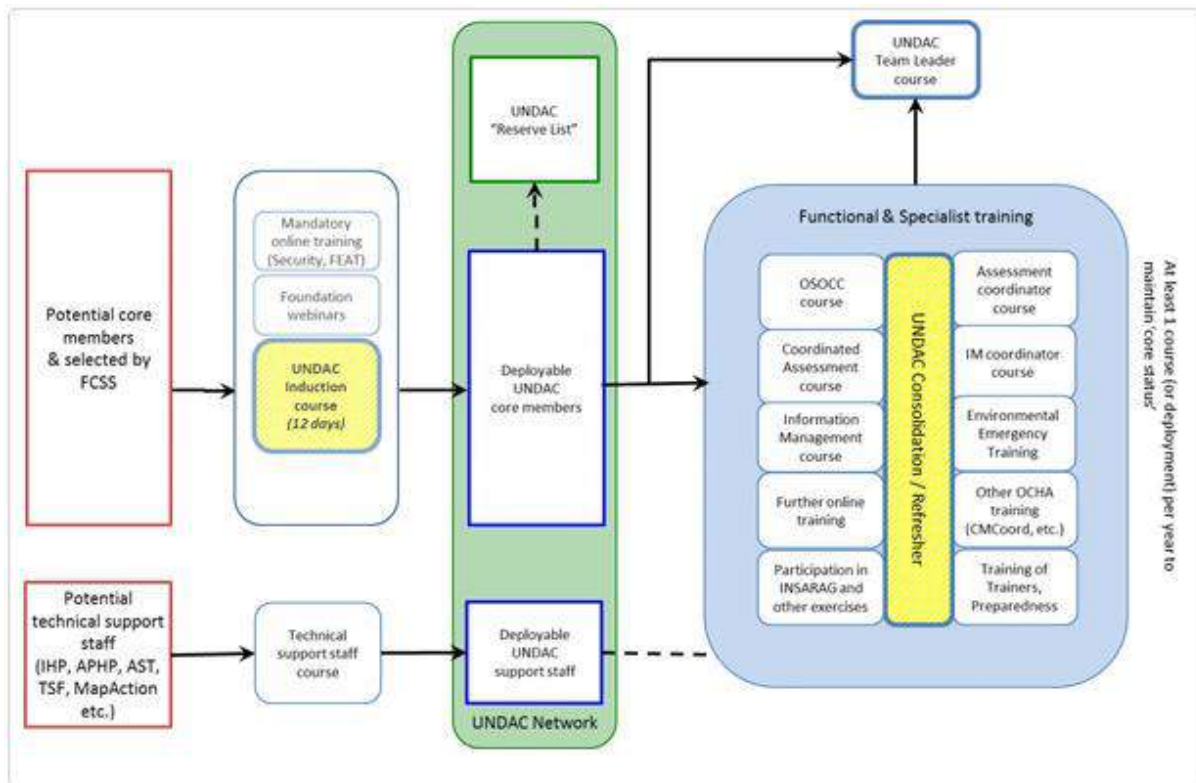 UNDAC
Team Leader
course
UNDAC
"Reserve List"
Potential core
members
& selected by
FCSS
Mandatory
online training
(Security, FEAT)
Foundation
webinars
UNDAC
Induction
course
(12 days)
Deployable
UNDAC
core members
Functional & Specialist training
OSOCC
course
Coordinated
Assessment
course
Information
Management
course
Further online
training
Participation in
INSARAG and
other exercises
UNDAC Consolidation / Refresher
Assessment
coordinator
course
IM coordinator
course
Environmental
Emergency
Training
Other OCHA
training
(CMCoord, etc.)
Training of
Trainers,
Preparedness
At least 1 course (or deployment) per year to
maintain 'core status'
Potential
technical support
staff
(IHP, APHP, AST,
TSF, MapAction
etc.)
Technical
support staff
course
Deployable
UNDAC
support staff
UNDAC Network